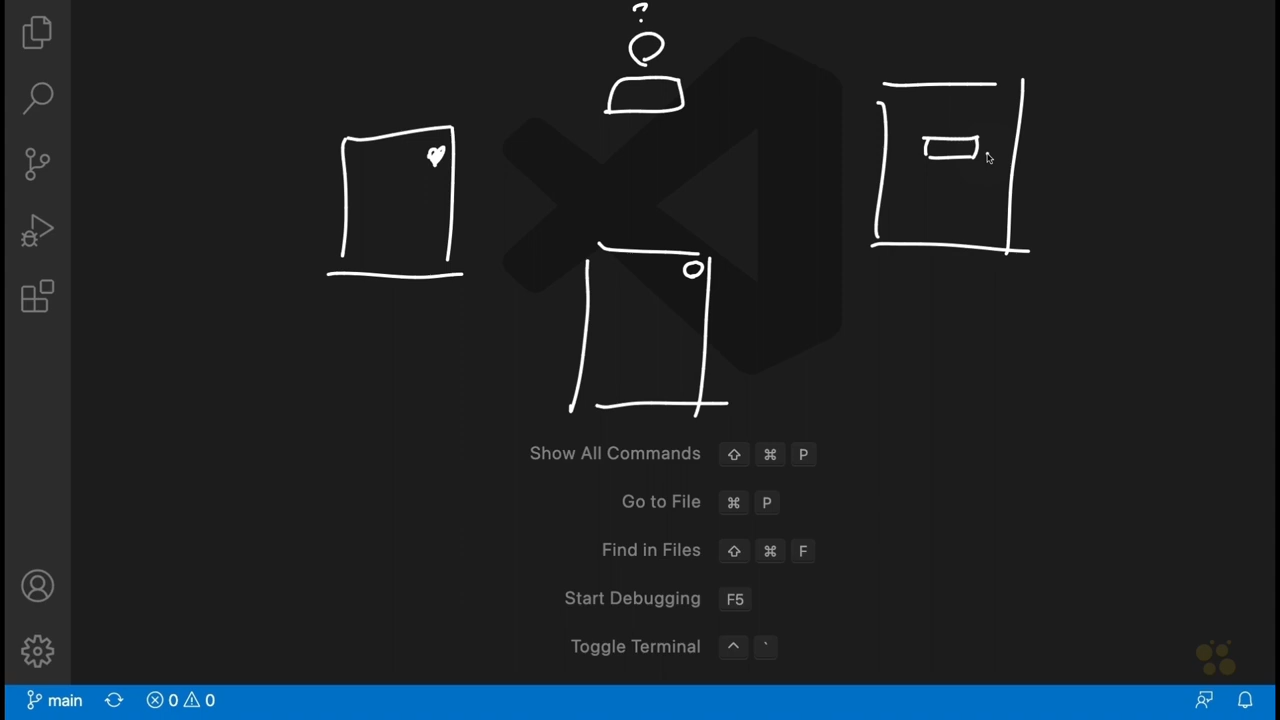 ?
Show All Commands ⇧ ⌘ P
Go to File ⌘ P
Find in Files ⇧ ⌘ F
Start Debugging F5
Toggle Terminal ^ `
main 0 0